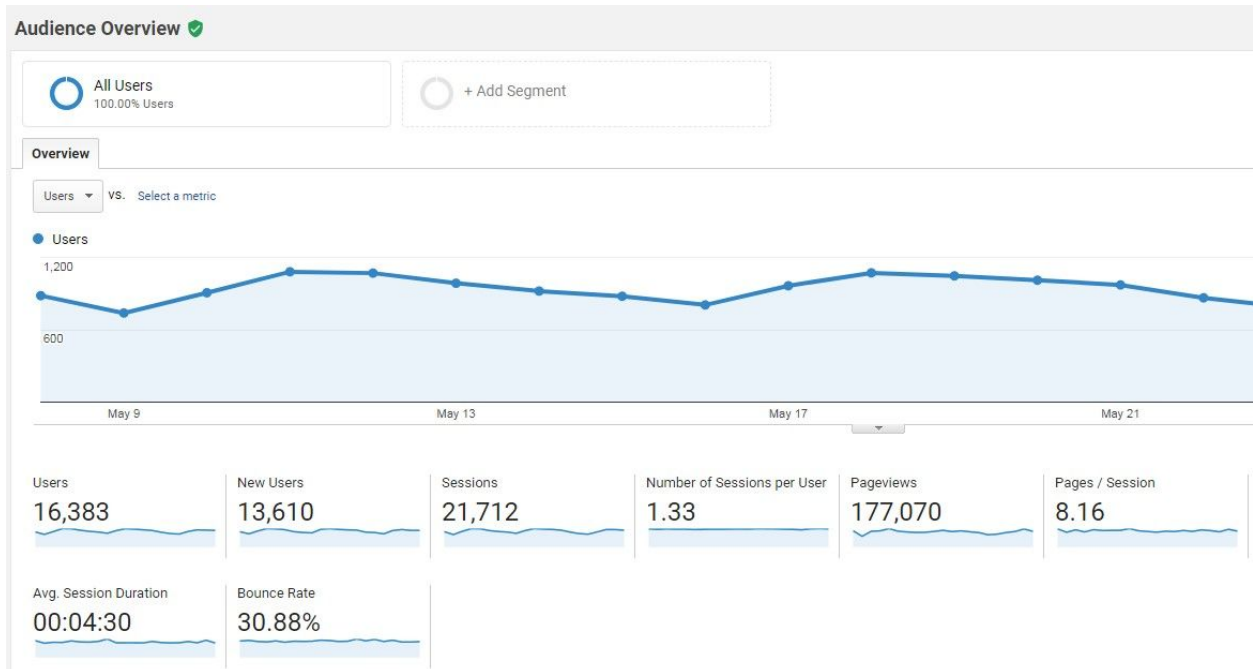 Audience Overview
All Users
100.00% Users
+ Add Segment
Overview
Users
VS.
Select a metric
Users
1,200
600
May 9
May 13
May 17
May 21
Users
16,383
New Users
13,610
Sessions
21,712
Number of Sessions per User
1.33
Pageviews
177,070
Pages / Session
8.16
Avg. Session Duration
00:04:30
Bounce Rate
30.88%